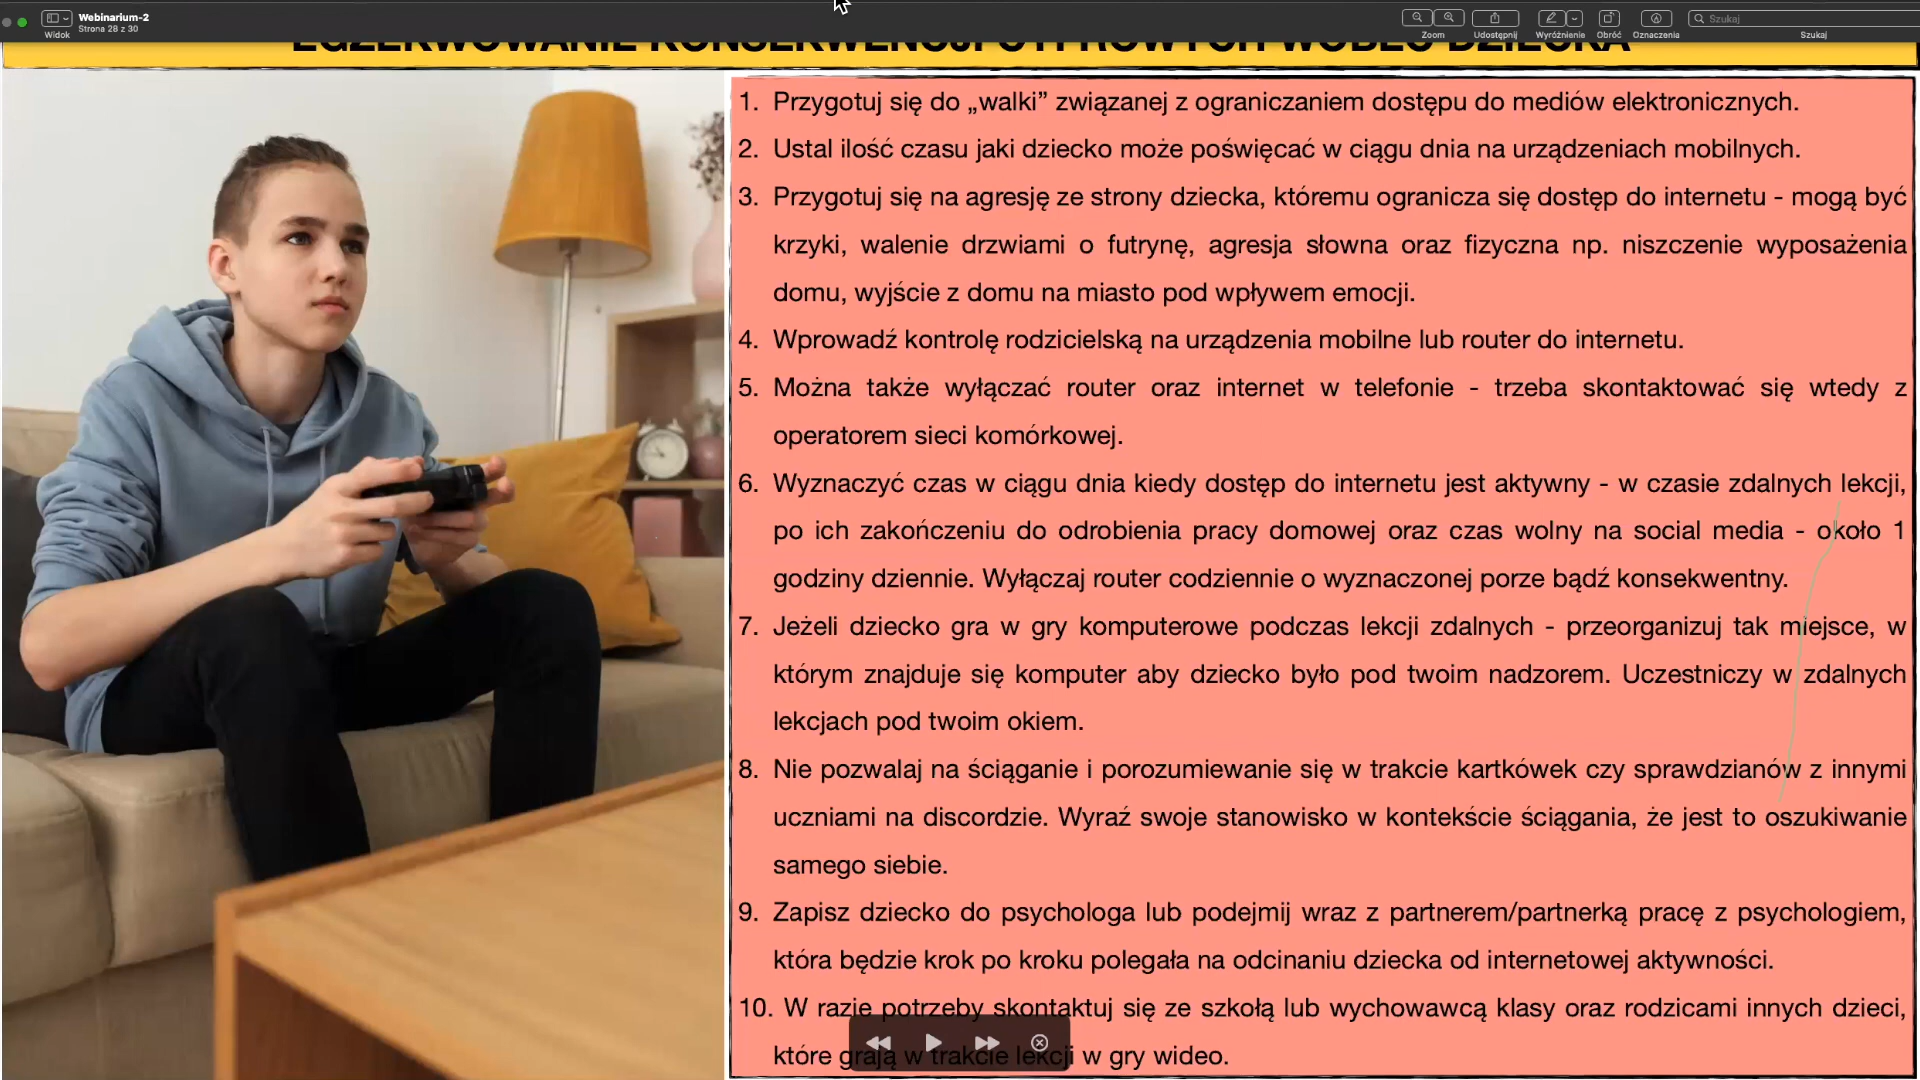 Webinarium-2
Strona 28 z 30
Widok
Zoom
Udostępnij
Wyróżnienie
Obróć
Oznaczenia
Szukaj
Szukaj
EGZEKWOWANIE KONSEKWENCJI CYFROWYCH WOBEC DZIECKA
1. Przygotuj się do „walki” związanej z ograniczaniem dostępu do mediów elektronicznych.
2. Ustal ilość czasu jaki dziecko może poświęcać w ciągu dnia na urządzeniach mobilnych.
3. Przygotuj się na agresję ze strony dziecka, któremu ogranicza się dostęp do internetu - mogą być
krzyki, walenie drzwiami o futrynę, agresja słowna oraz fizyczna np. niszczenie wyposażenia
domu, wyjście z domu na miasto pod wpływem emocji.
4. Wprowadź kontrolę rodzicielską na urządzenia mobilne lub router do internetu.
5. Można także wyłączać router oraz internet w telefonie - trzeba skontaktować się wtedy z
operatorem sieci komórkowej.
6. Wyznaczyć czas w ciągu dnia kiedy dostęp do internetu jest aktywny - w czasie zdalnych lekcji,
po ich zakończeniu do odrobienia pracy domowej oraz czas wolny na social media - około 1
godziny dziennie. Wyłączaj router codziennie o wyznaczonej porze bądź konsekwentny.
7. Jeżeli dziecko gra w gry komputerowe podczas lekcji zdalnych - przeorganizuj tak miejsce, w
którym znajduje się komputer aby dziecko było pod twoim nadzorem. Uczestniczy w zdalnych
lekcjach pod twoim okiem.
8. Nie pozwalaj na ściąganie i porozumiewanie się w trakcie kartkówek czy sprawdzianów z innymi
uczniami na discordzie. Wyraź swoje stanowisko w kontekście ściągania, że jest to oszukiwanie
samego siebie.
9. Zapisz dziecko do psychologa lub podejmij wraz z partnerem/partnerką pracę z psychologiem,
która będzie krok po kroku polegała na odcinaniu dziecka od internetowej aktywności.
10. W razie potrzeby skontaktuj się ze szkołą lub wychowawcą klasy oraz rodzicami innych dzieci,
które grają w trakcie lekcji w gry wideo.